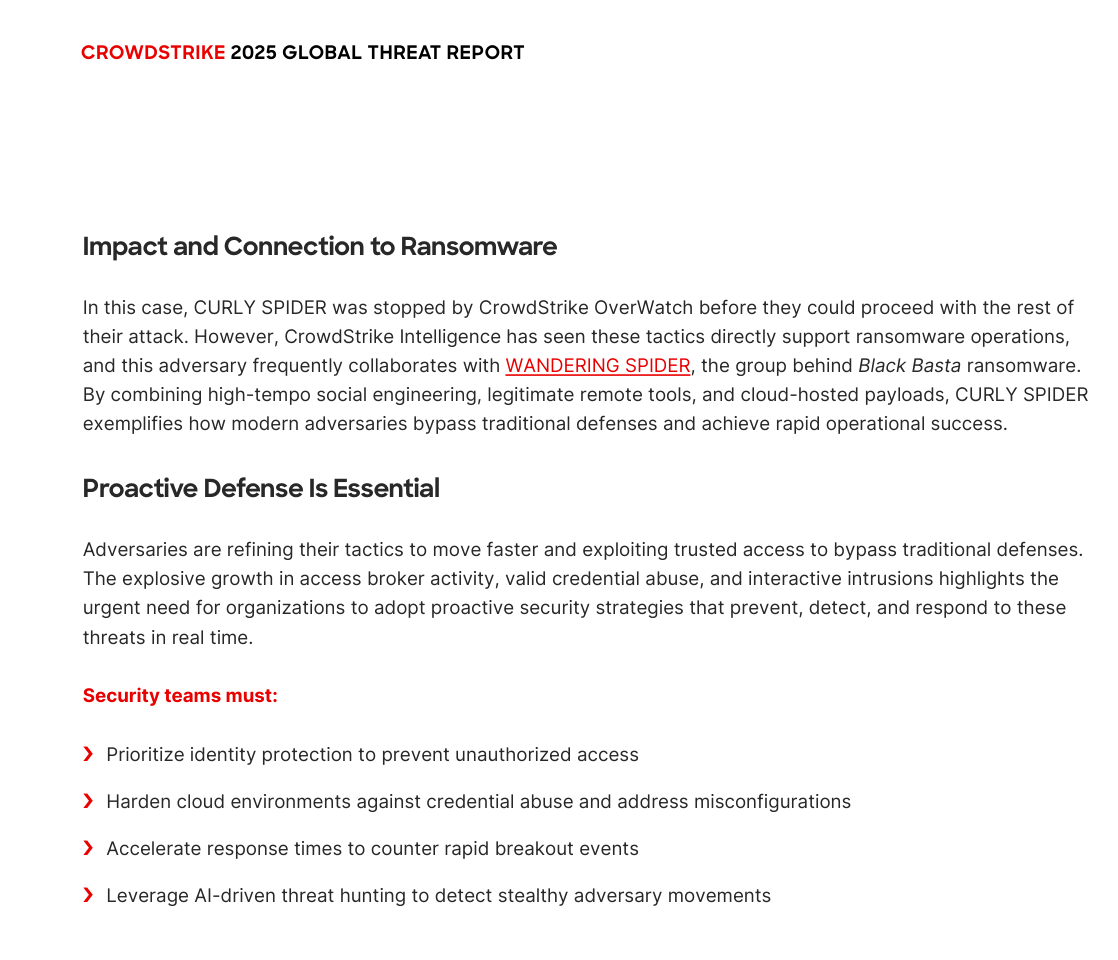 CROWDSTRIKE 2025 GLOBAL THREAT REPORT
Impact and Connection to Ransomware
In this case, CURLY SPIDER was stopped by CrowdStrike OverWatch before they could proceed with the rest of
their attack. However, CrowdStrike Intelligence has seen these tactics directly support ransomware operations,
and this adversary frequently collaborates with WANDERING SPIDER, the group behind Black Basta ransomware.
By combining high-tempo social engineering, legitimate remote tools, and cloud-hosted payloads, CURLY SPIDER
exemplifies how modern adversaries bypass traditional defenses and achieve rapid operational success.
Proactive Defense Is Essential
Adversaries are refining their tactics to move faster and exploiting trusted access to bypass traditional defenses.
The explosive growth in access broker activity, valid credential abuse, and interactive intrusions highlights the
urgent need for organizations to adopt proactive security strategies that prevent, detect, and respond to these
threats in real time.
Security teams must:
❯ Prioritize identity protection to prevent unauthorized access
❯ Harden cloud environments against credential abuse and address misconfigurations
❯ Accelerate response times to counter rapid breakout events
❯ Leverage AI-driven threat hunting to detect stealthy adversary movements